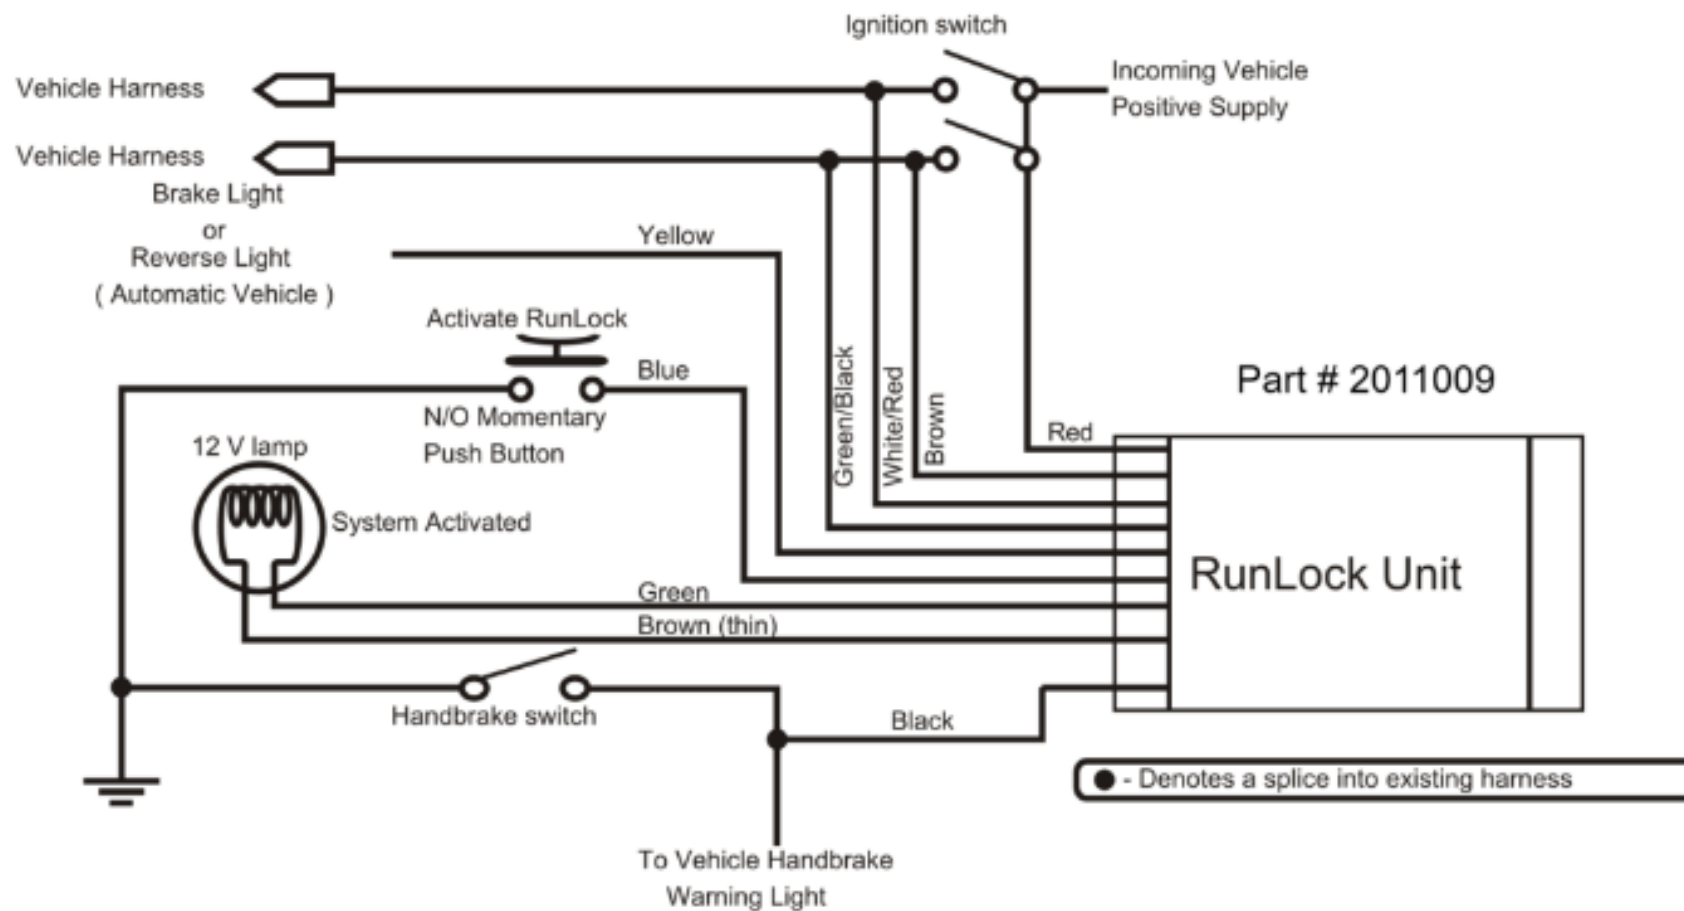 Ignition switch
Vehicle Harness
Incoming Vehicle
Positive Supply
Vehicle Harness
Brake Light
or
Reverse Light
( Automatic Vehicle )
Yellow
Activate RunLock
Blue
N/O Momentary
Push Button
Green/Black
White/Red
Brown
Part # 2011009
Red
12 V lamp
System Activated
RunLock Unit
Green
Brown (thin)
Handbrake switch
Black
- Denotes a splice into existing harness
To Vehicle Handbrake
Warning Light